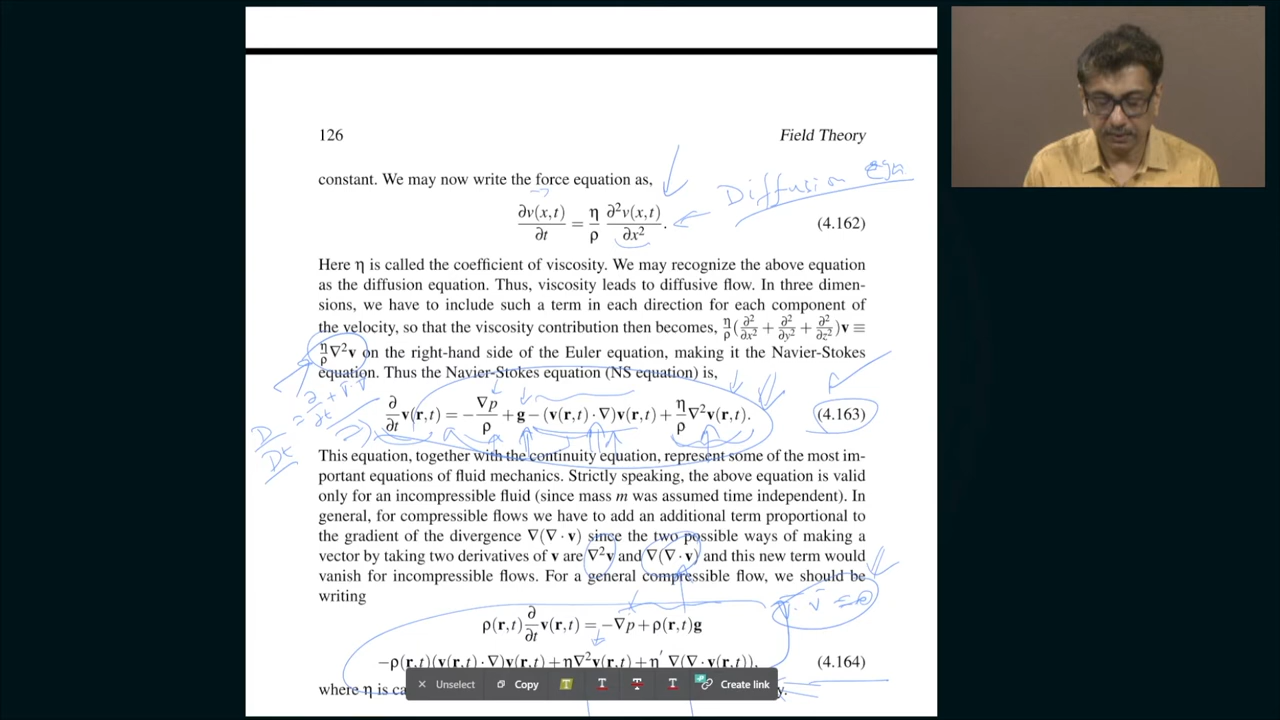 126 Field Theory
constant. We may now write the force equation as,
Diffusion eqn
∂v(x,t)/∂t = η/ρ ∂²v(x,t)/∂x². (4.162)
Here η is called the coefficient of viscosity. We may recognize the above equation
as the diffusion equation. Thus, viscosity leads to diffusive flow. In three dimen-
sions, we have to include such a term in each direction for each component of
the velocity, so that the viscosity contribution then becomes, η/ρ(∂²/∂x² + ∂²/∂y² + ∂²/∂z²)v ≡
η/ρ∇²v on the right-hand side of the Euler equation, making it the Navier-Stokes
equation. Thus the Navier-Stokes equation (NS equation) is,
D/Dt = ∂/∂t + v·∇
∂/∂t v(r,t) = −∇p/ρ + g − (v(r,t)·∇)v(r,t) + η/ρ∇²v(r,t). (4.163)
This equation, together with the continuity equation, represent some of the most im-
portant equations of fluid mechanics. Strictly speaking, the above equation is valid
only for an incompressible fluid (since mass m was assumed time independent). In
general, for compressible flows we have to add an additional term proportional to
the gradient of the divergence ∇(∇·v) since the two possible ways of making a
vector by taking two derivatives of v are ∇²v and ∇(∇·v) and this new term would
vanish for incompressible flows. For a general compressible flow, we should be
writing
∇·v = 0
ρ(r,t)∂/∂t v(r,t) = −∇p + ρ(r,t)g
−ρ(r,t)(v(r,t)·∇)v(r,t) + η∇²v(r,t) + η′ ∇(∇·v(r,t)), (4.164)
where η is ca
Unselect Copy T T T T Create link
y.